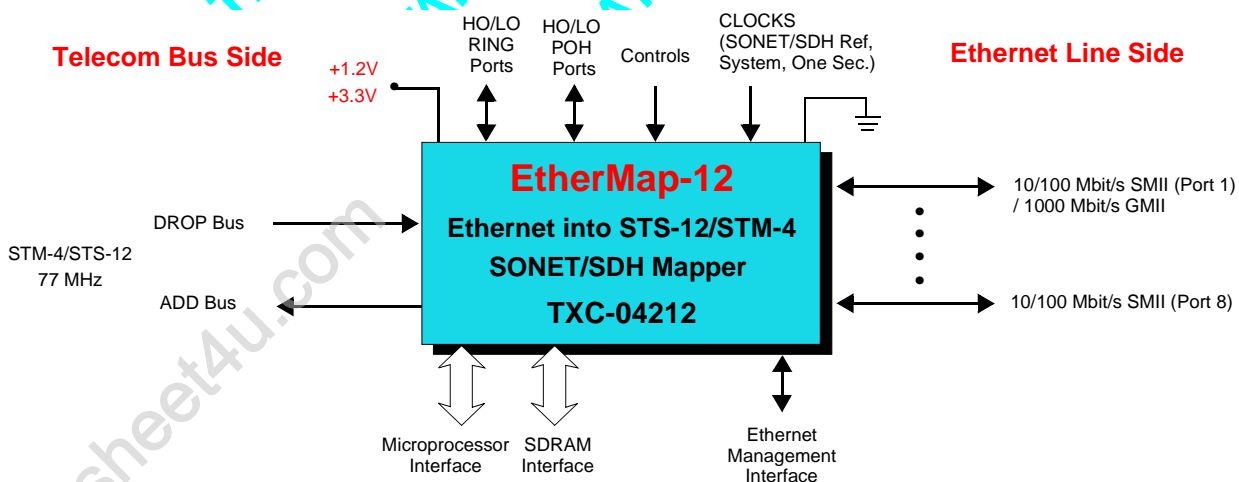 Telecom Bus Side
+1.2V
+3.3V
HO/LO
RING
Ports
HO/LO
POH
Ports
Controls
CLOCKS
(SONET/SDH Ref,
System, One Sec.)
Ethernet Line Side
EtherMap-12
Ethernet into STS-12/STM-4
SONET/SDH Mapper
TXC-04212
STM-4/STS-12
77 MHz
DROP Bus
ADD Bus
10/100 Mbit/s SMII (Port 1)
/ 1000 Mbit/s GMII
10/100 Mbit/s SMII (Port 8)
Microprocessor
Interface
SDRAM
Interface
Ethernet
Management
Interface
sheet4u.com